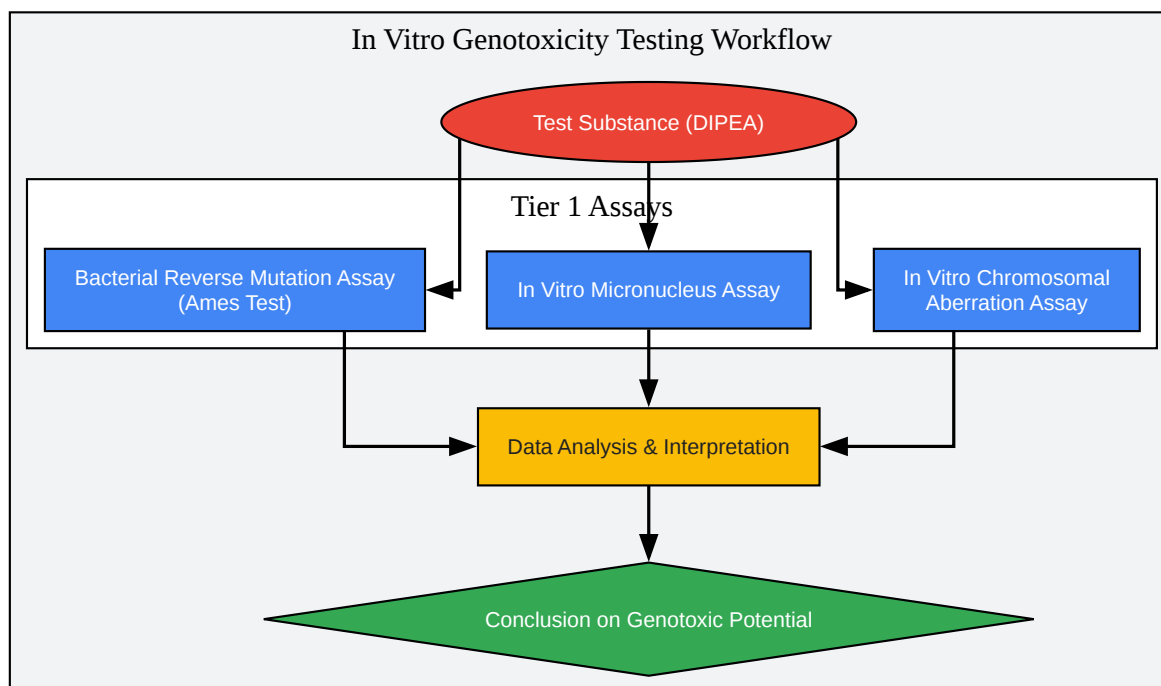 In Vitro Genotoxicity Testing Workflow
Test Substance (DIPEA)
Tier 1 Assays
Bacterial Reverse Mutation Assay
(Ames Test)
In Vitro Micronucleus Assay
In Vitro Chromosomal
Aberration Assay
Data Analysis & Interpretation
Conclusion on Genotoxic Potential